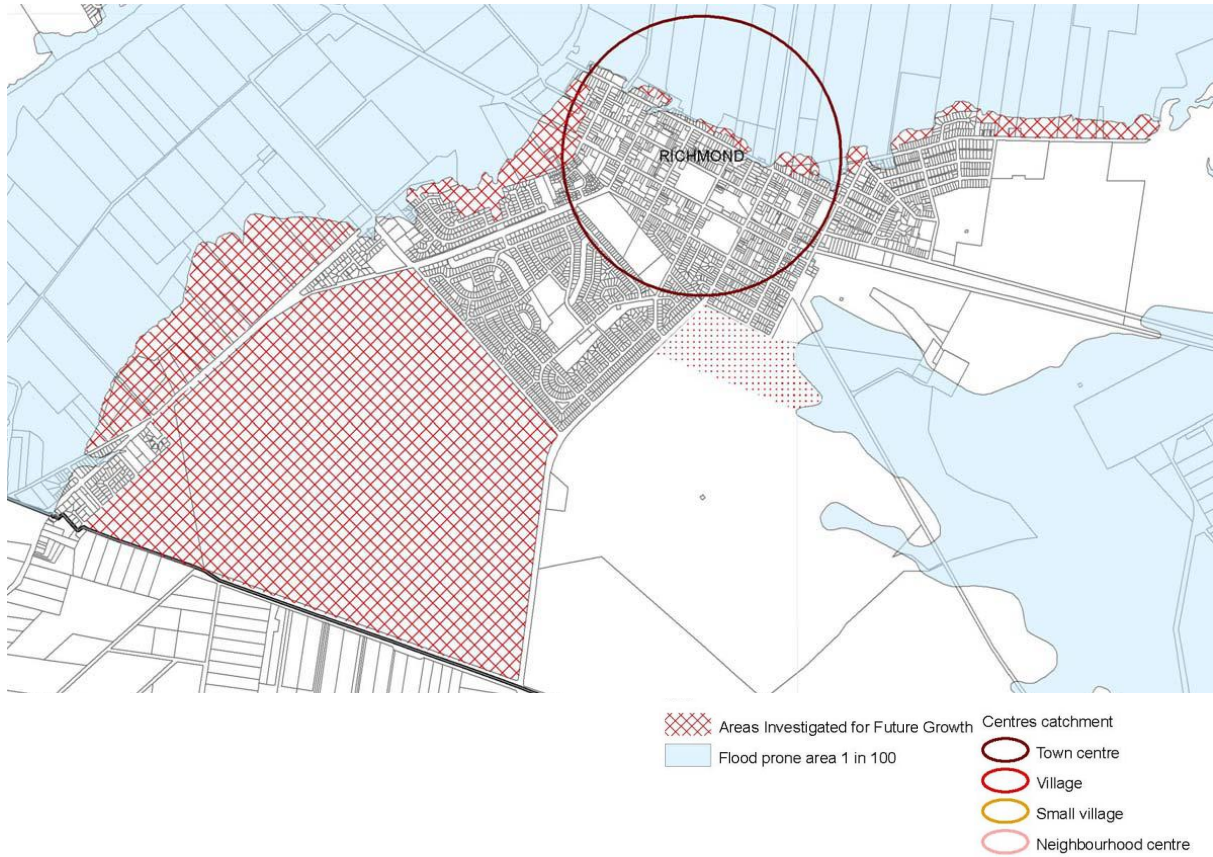 RICHMOND
Areas Investigated for Future Growth
Flood prone area 1 in 100
Centres catchment
Town centre
Village
Small village
Neighbourhood centre